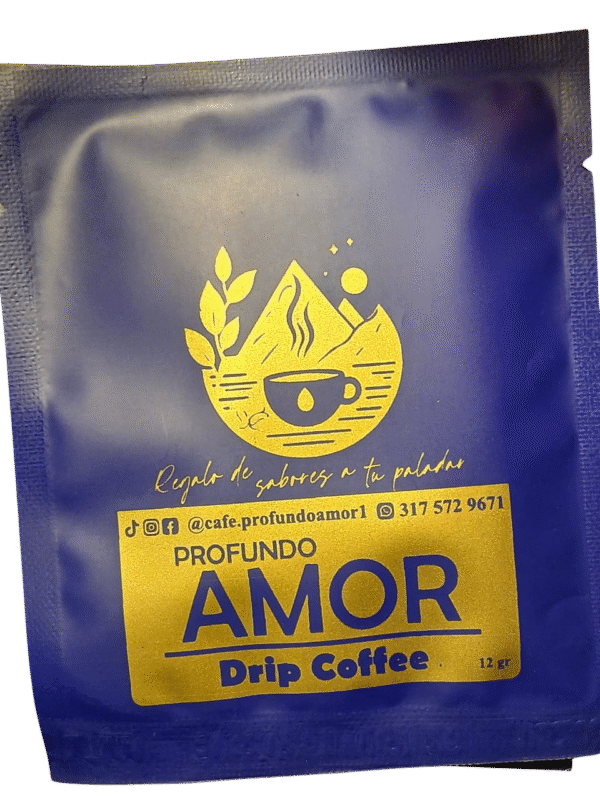 Regalo de sabores a tu paladar
@cafe.profundoamor1 317 572 9671
PROFUNDO
AMOR
Drip Coffee
12 gr